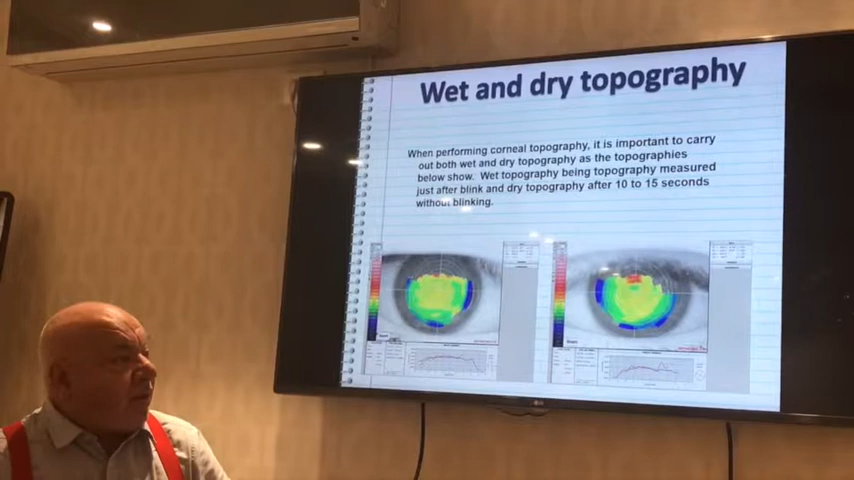 Wet and dry topography
When performing corneal topography, it is important to carry
out both wet and dry topography as the topographies
below show. Wet topography being topography measured
just after blink and dry topography after 10 to 15 seconds
without blinking.
LG